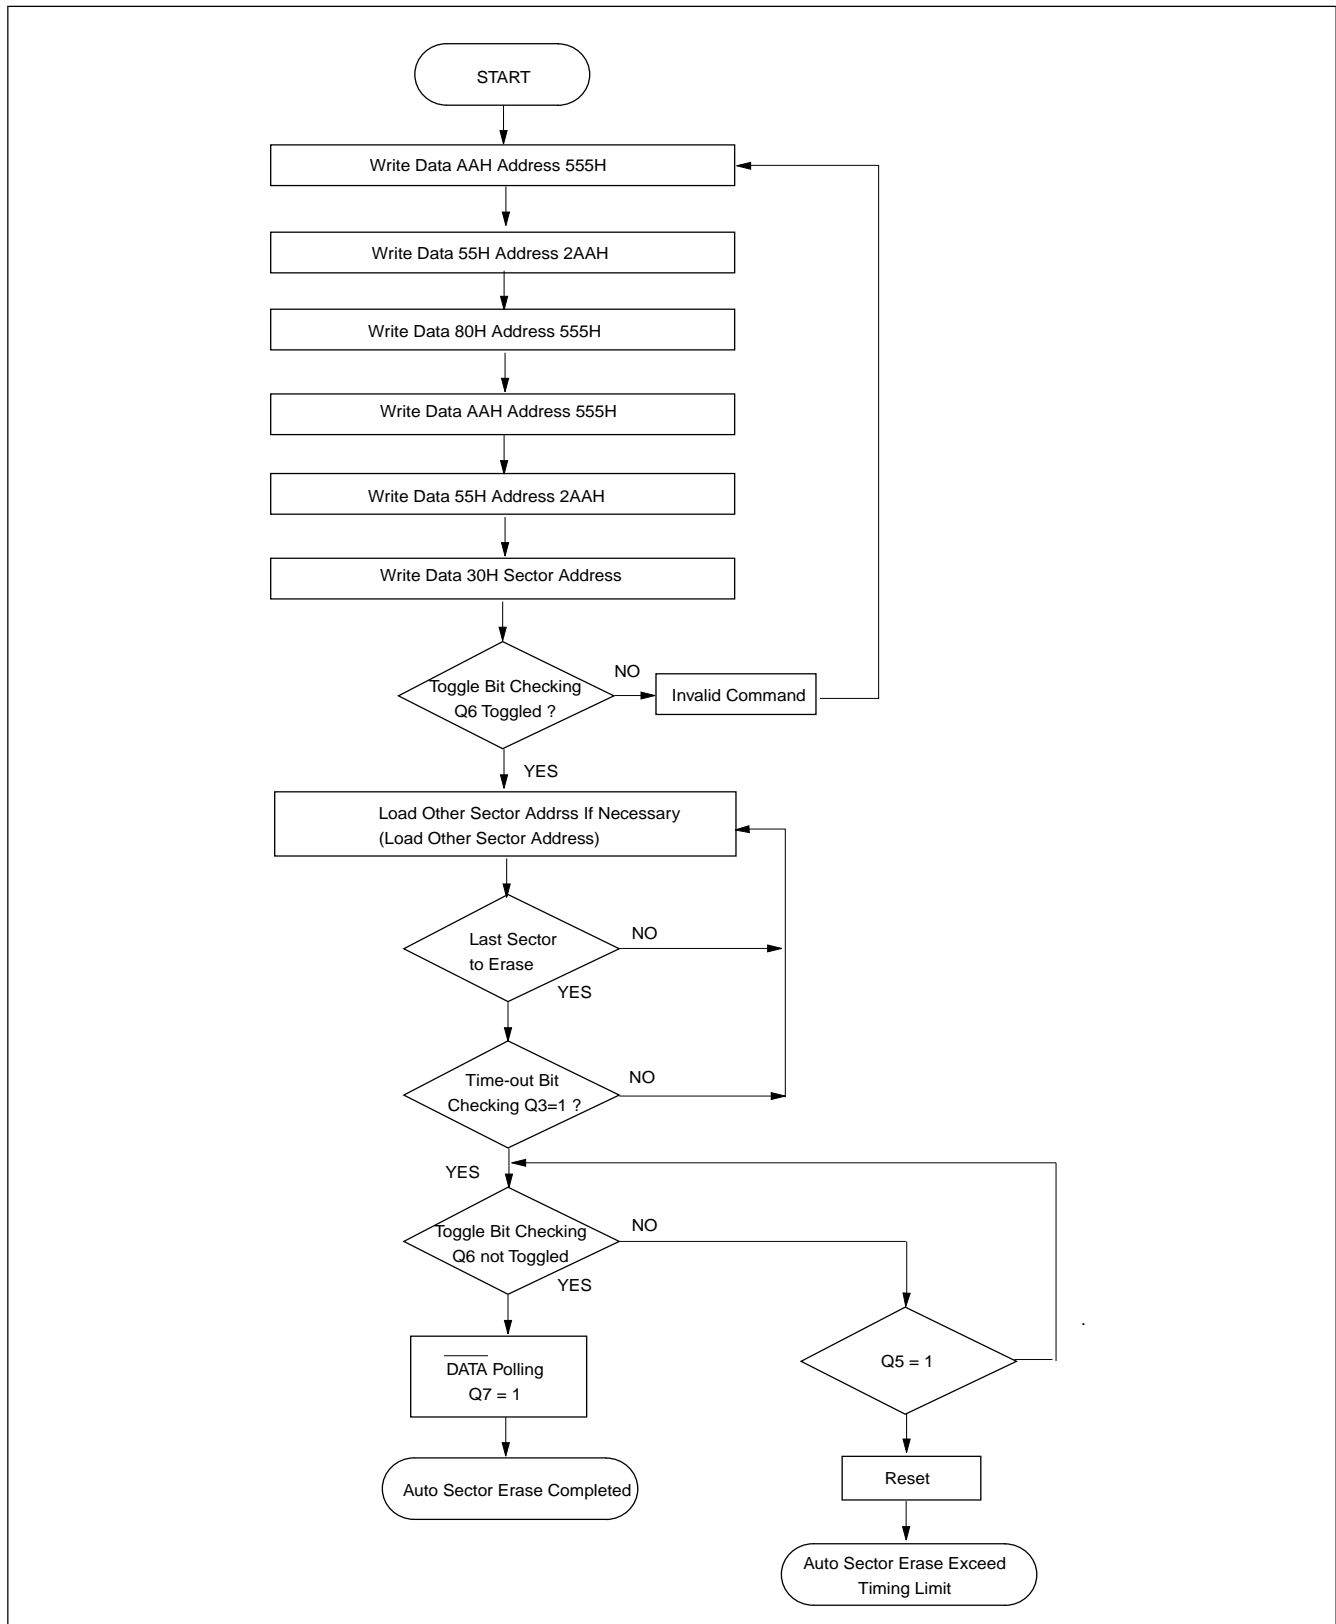 START
Write Data AAH Address 555H
Write Data 55H Address 2AAH
Write Data 80H Address 555H
Write Data AAH Address 555H
Write Data 55H Address 2AAH
Write Data 30H Sector Address
Toggle Bit Checking
Q6 Toggled ?
NO
Invalid Command
YES
Load Other Sector Addrss If Necessary
(Load Other Sector Address)
Last Sector
to Erase
NO
YES
Time-out Bit
Checking Q3=1 ?
NO
YES
Toggle Bit Checking
Q6 not Toggled
NO
YES
DATA Polling
Q7 = 1
Q5 = 1
Auto Sector Erase Completed
Reset
Auto Sector Erase Exceed
Timing Limit